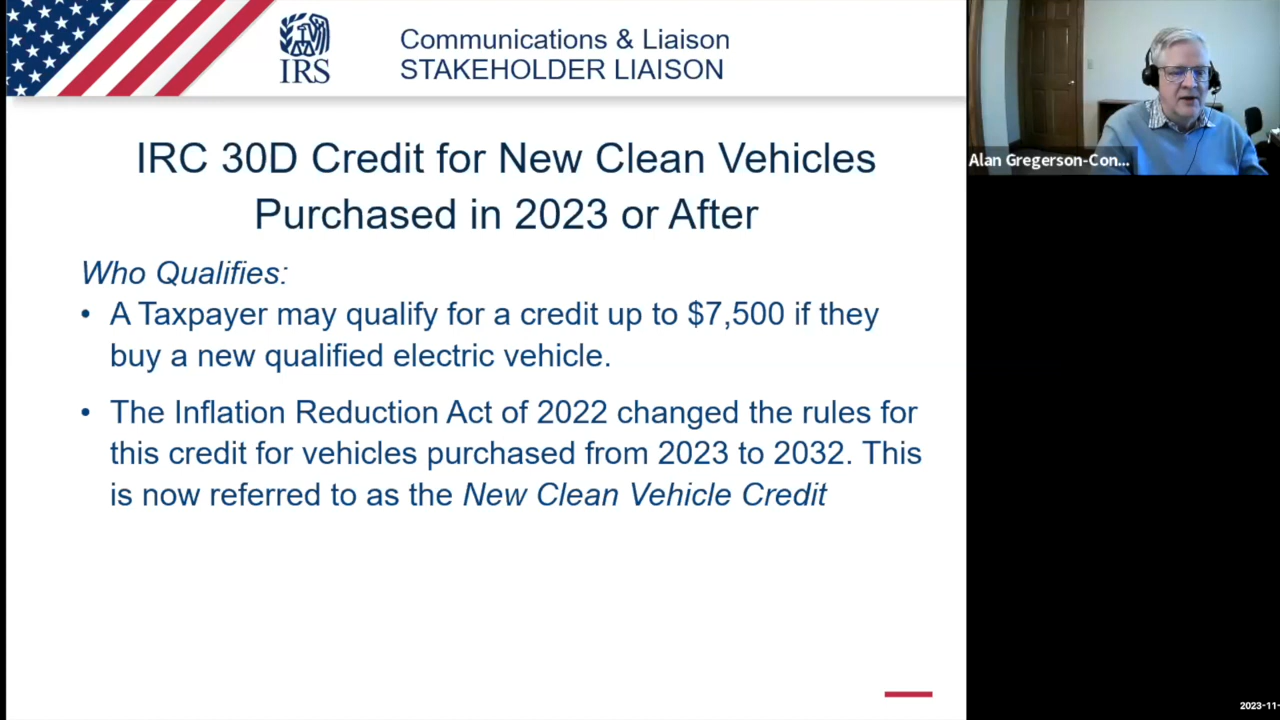 IRS
Communications & Liaison
STAKEHOLDER LIAISON
Alan Gregerson-Con...
IRC 30D Credit for New Clean Vehicles
Purchased in 2023 or After
Who Qualifies:
• A Taxpayer may qualify for a credit up to $7,500 if they
buy a new qualified electric vehicle.
• The Inflation Reduction Act of 2022 changed the rules for
this credit for vehicles purchased from 2023 to 2032. This
is now referred to as the New Clean Vehicle Credit
2023-11-